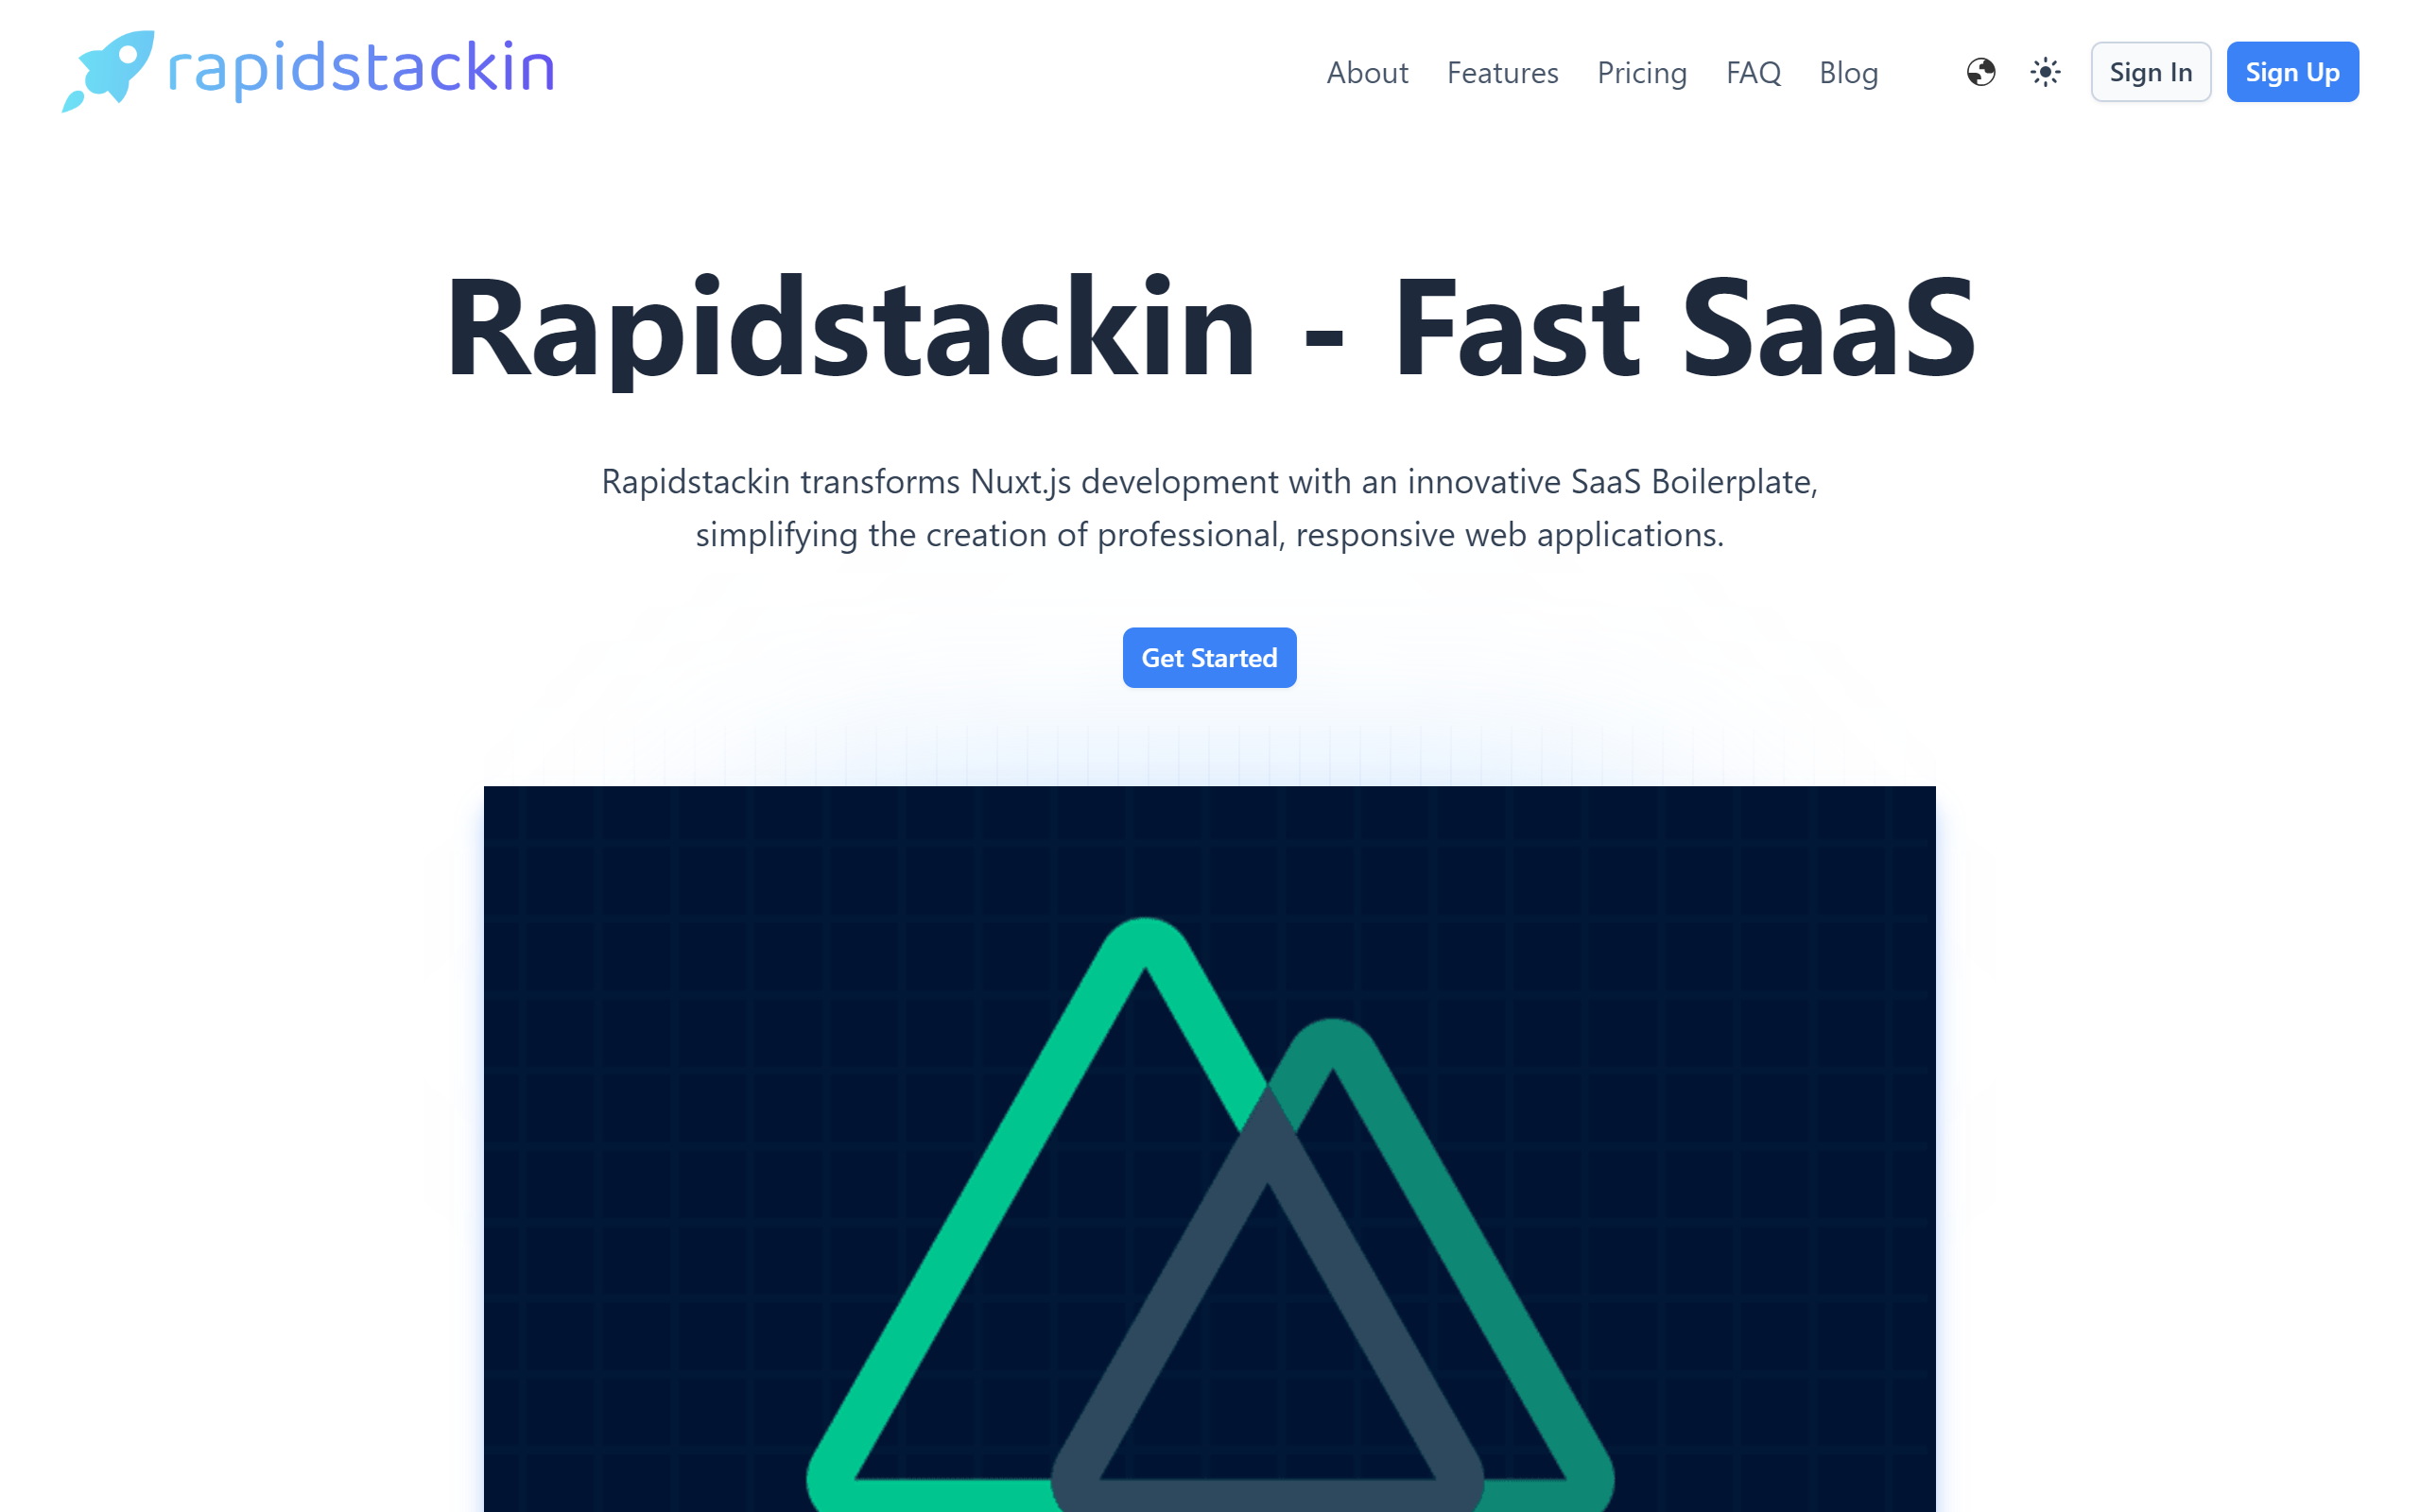 rapidstackin
About
Features
Pricing
FAQ
Blog
Sign In
Sign Up
Rapidstackin - Fast SaaS
Rapidstackin transforms Nuxt.js development with an innovative SaaS Boilerplate,
simplifying the creation of professional, responsive web applications.
Get Started